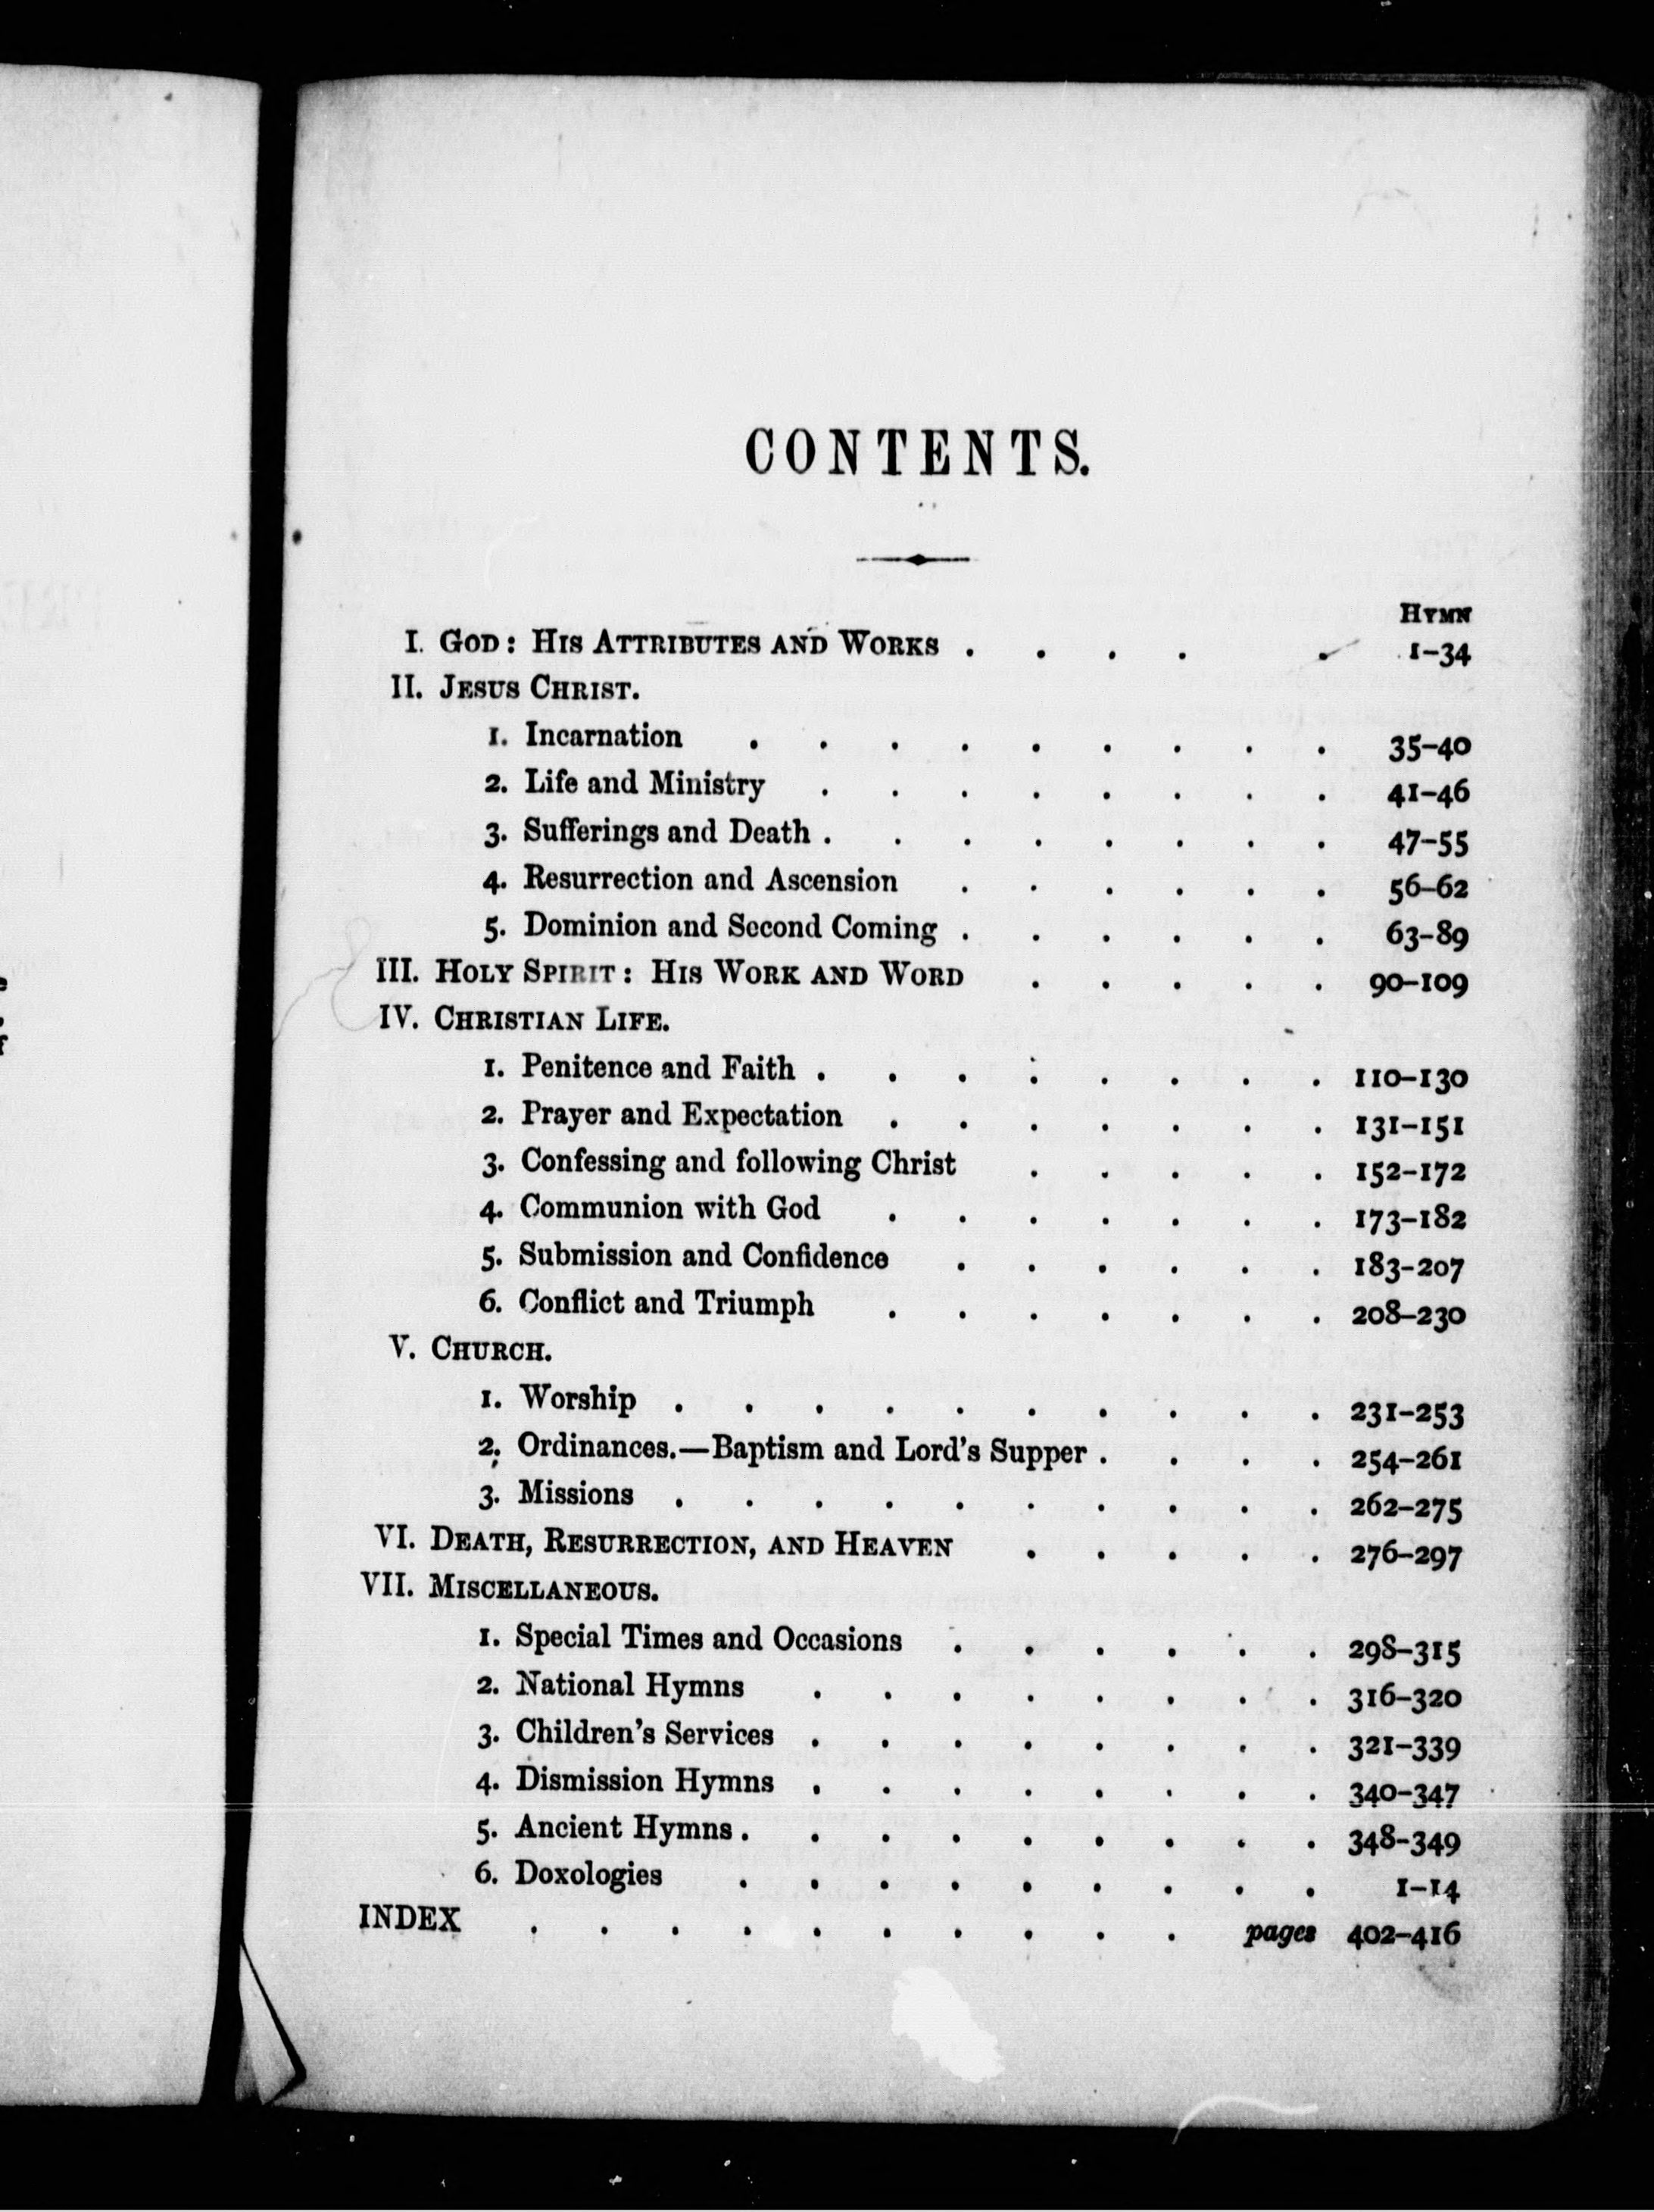 CONTENTS.
HYMN
I. GOD: HIS ATTRIBUTES AND WORKS . . . . . 1-34
II. JESUS CHRIST.
1. Incarnation . . . . . . . . . 35-40
2. Life and Ministry . . . . . . . . 41-46
3. Sufferings and Death . . . . . . . . 47-55
4. Resurrection and Ascension . . . . . . 56-62
5. Dominion and Second Coming . . . . . . 63-89
III. HOLY SPIRIT: HIS WORK AND WORD . . . . . 90-109
IV. CHRISTIAN LIFE.
1. Penitence and Faith . . . . . . . . 110-130
2. Prayer and Expectation . . . . . . . 131-151
3. Confessing and following Christ . . . . . 152-172
4. Communion with God . . . . . . . 173-182
5. Submission and Confidence . . . . . . 183-207
6. Conflict and Triumph . . . . . . . 208-230
V. CHURCH.
1. Worship . . . . . . . . . . 231-253
2. Ordinances.—Baptism and Lord's Supper . . . . 254-261
3. Missions . . . . . . . . . . 262-275
VI. DEATH, RESURRECTION, AND HEAVEN . . . . . 276-297
VII. MISCELLANEOUS.
1. Special Times and Occasions . . . . . . 298-315
2. National Hymns . . . . . . . . 316-320
3. Children's Services . . . . . . . . 321-339
4. Dismission Hymns . . . . . . . . 340-347
5. Ancient Hymns . . . . . . . . . 348-349
6. Doxologies . . . . . . . . . 1-14
INDEX . . . . . . . . . . pages 402-416